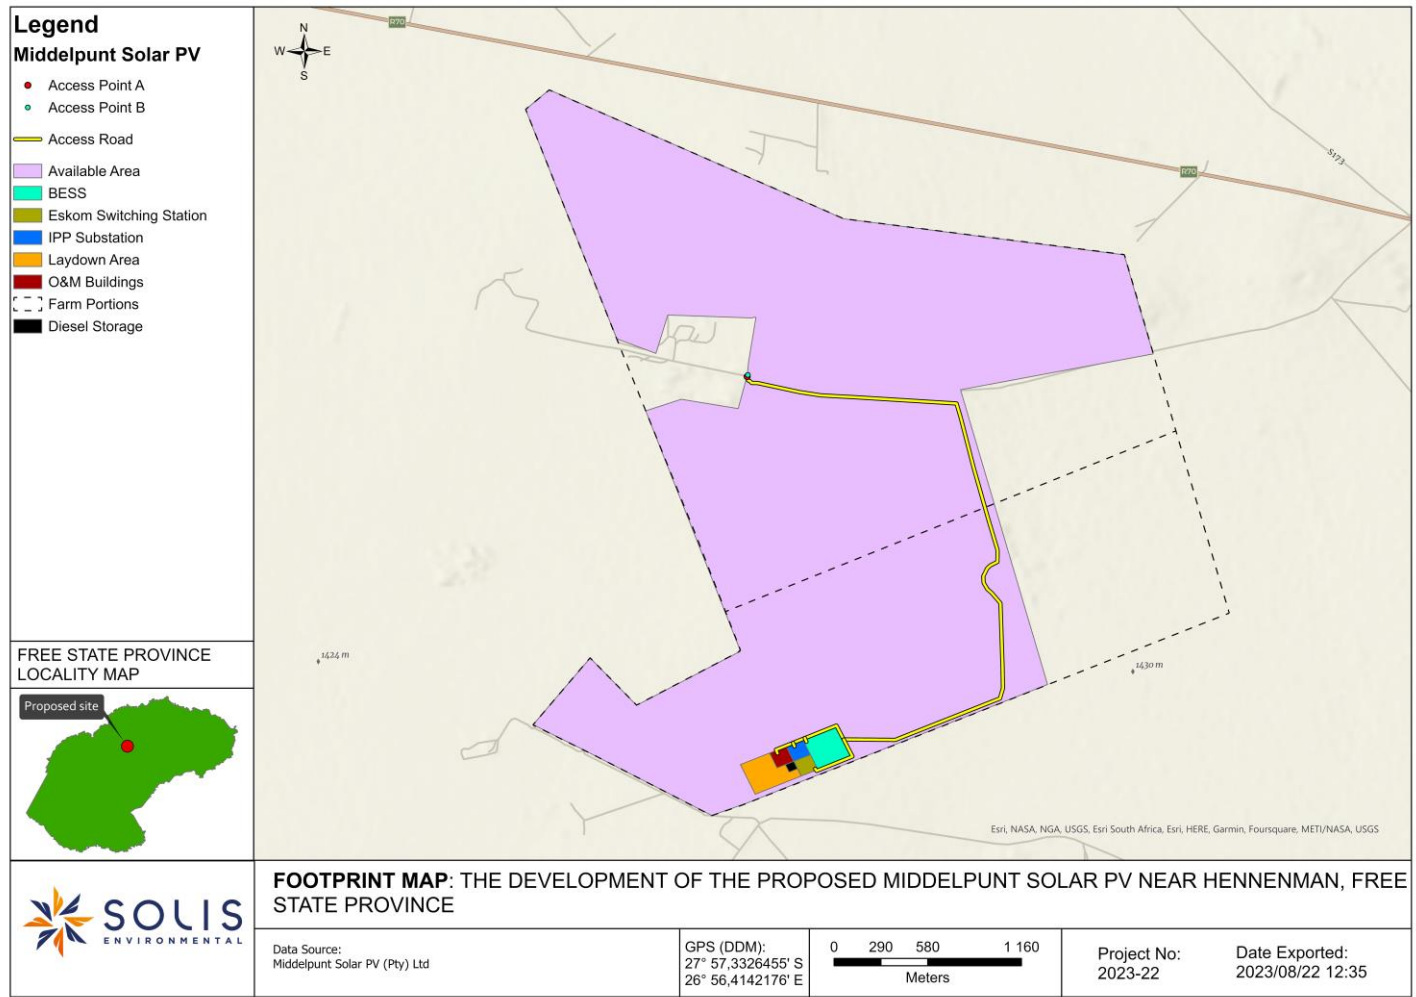 Legend
Middelpunt Solar PV
Access Point A
Access Point B
Access Road
Available Area
BESS
Eskom Switching Station
IPP Substation
Laydown Area
O&M Buildings
Farm Portions
Diesel Storage
FREE STATE PROVINCE
LOCALITY MAP
Proposed site
SOLIS
ENVIRONMENTAL
N
W E
S
R70
R70
S173
1424 m
1430 m
Esri, NASA, NGA, USGS, Esri South Africa, Esri, HERE, Garmin, Foursquare, METI/NASA, USGS
FOOTPRINT MAP: THE DEVELOPMENT OF THE PROPOSED MIDDELPUNT SOLAR PV NEAR HENNENMAN, FREE
STATE PROVINCE
Data Source:
Middelpunt Solar PV (Pty) Ltd
GPS (DDM):
27° 57,3326455' S
26° 56,4142176' E
0 290 580 1 160
Meters
Project No:
2023-22
Date Exported:
2023/08/22 12:35